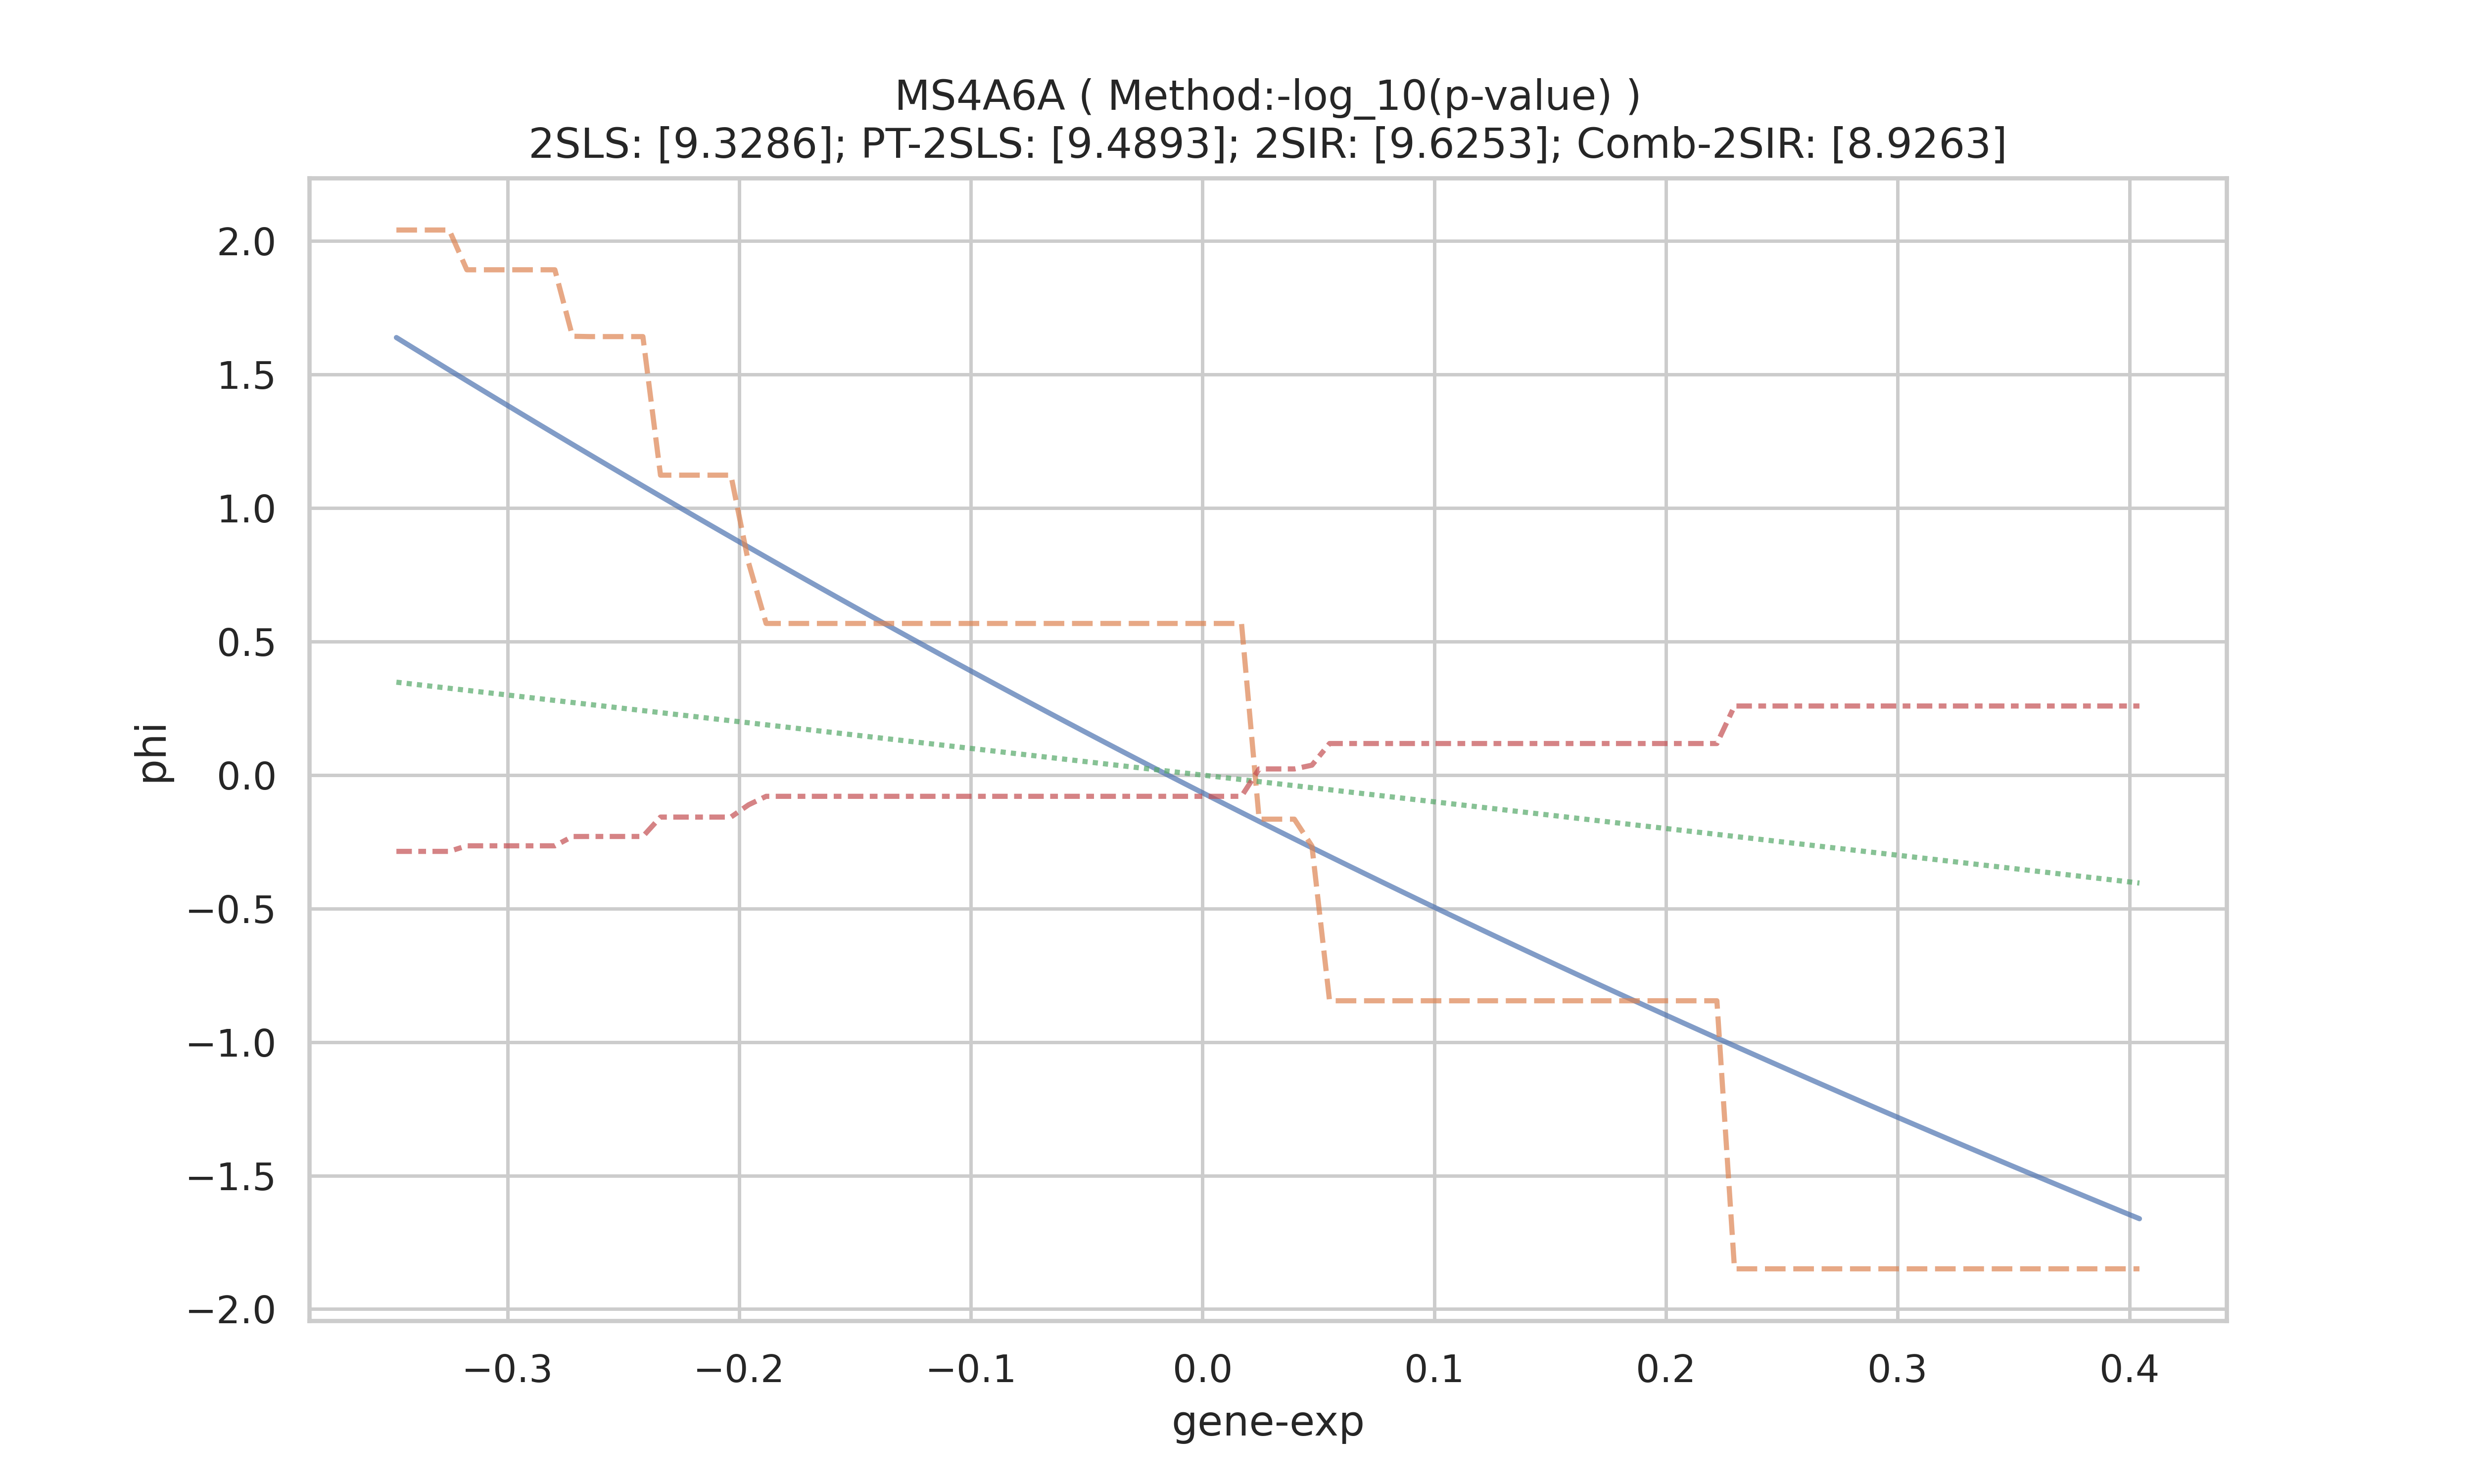 MS4A6A ( Method:-log_10(p-value) )
2SLS: [9.3286]; PT-2SLS: [9.4893]; 2SIR: [9.6253]; Comb-2SIR: [8.9263]
2.0
1.5
1.0
0.5
0.0
−0.5
−1.0
−1.5
−2.0
phi
−0.3 −0.2 −0.1 0.0 0.1 0.2 0.3 0.4
gene-exp